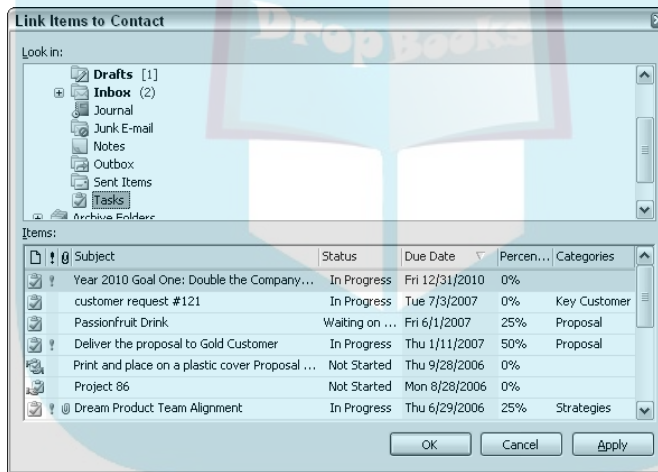 Link Items to Contact
DropBooks
Look in:
Drafts [1]
Inbox (2)
Journal
Junk E-mail
Notes
Outbox
Sent Items
Tasks
Archive Folders
Items:
! Subject Status Due Date Percen... Categories
! Year 2010 Goal One: Double the Company... In Progress Fri 12/31/2010 0%
customer request #121 In Progress Tue 7/3/2007 0% Key Customer
Passionfruit Drink Waiting on ... Fri 6/1/2007 25% Proposal
! Deliver the proposal to Gold Customer In Progress Thu 1/11/2007 50% Proposal
Print and place on a plastic cover Proposal ... Not Started Thu 9/28/2006 0%
Project 86 Not Started Mon 8/28/2006 0%
! Dream Product Team Alignment In Progress Thu 6/29/2006 25% Strategies
OK Cancel Apply